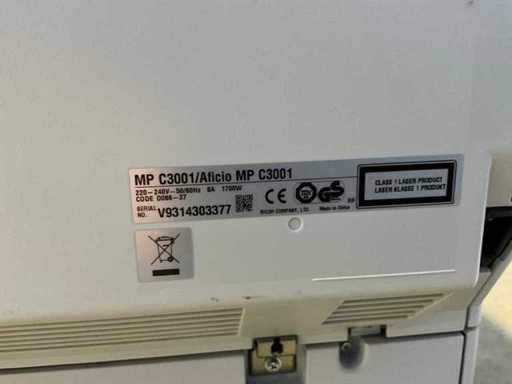 MP C3001/Aficio MP C3001
220-240V-50/60Hz 8A 1700W
CODE D086-27
SERIAL NO. V9314303377
CE
RICOH COMPANY, LTD. Made in China
CLASS 1 LASER PRODUCT
LASER KLASSE 1 PRODUKT